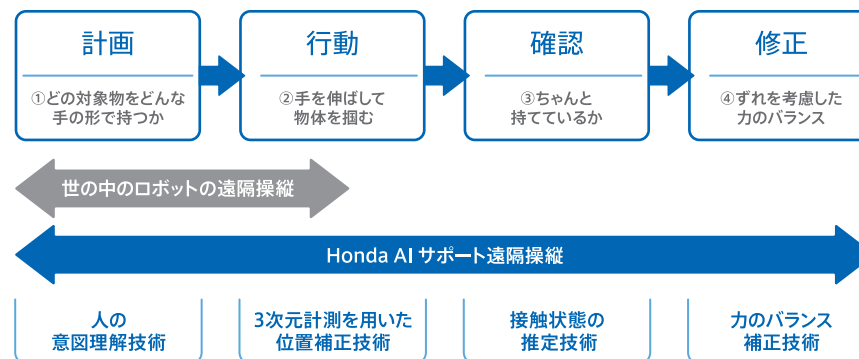 計画
①どの対象物をどんな
手の形で持つか
行動
②手を伸ばして
物体を掴む
確認
③ちゃんと
持てているか
修正
④ずれを考慮した
力のバランス
世の中のロボットの遠隔操縦
Honda AI サポート遠隔操縦
人の
意図理解技術
3次元計測を用いた
位置補正技術
接触状態の
推定技術
力のバランス
補正技術